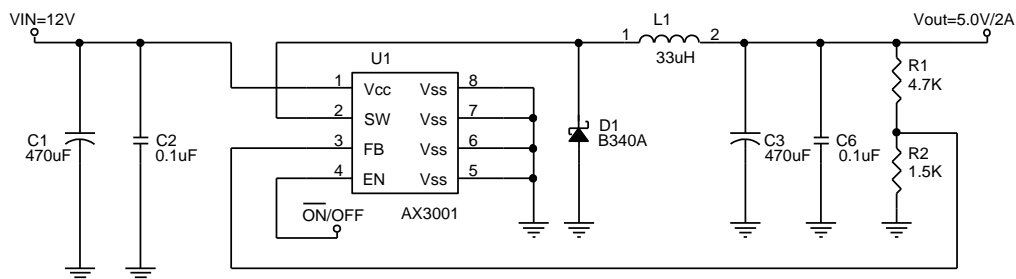 VIN=12V
L1
Vout=5.0V/2A
1
2
33uH
U1
1 Vcc Vss 8
2 SW Vss 7
3 FB Vss 6
4 EN Vss 5
ON/OFF
AX3001
C1
470uF
C2
0.1uF
D1
B340A
C3
470uF
C6
0.1uF
R1
4.7K
R2
1.5K